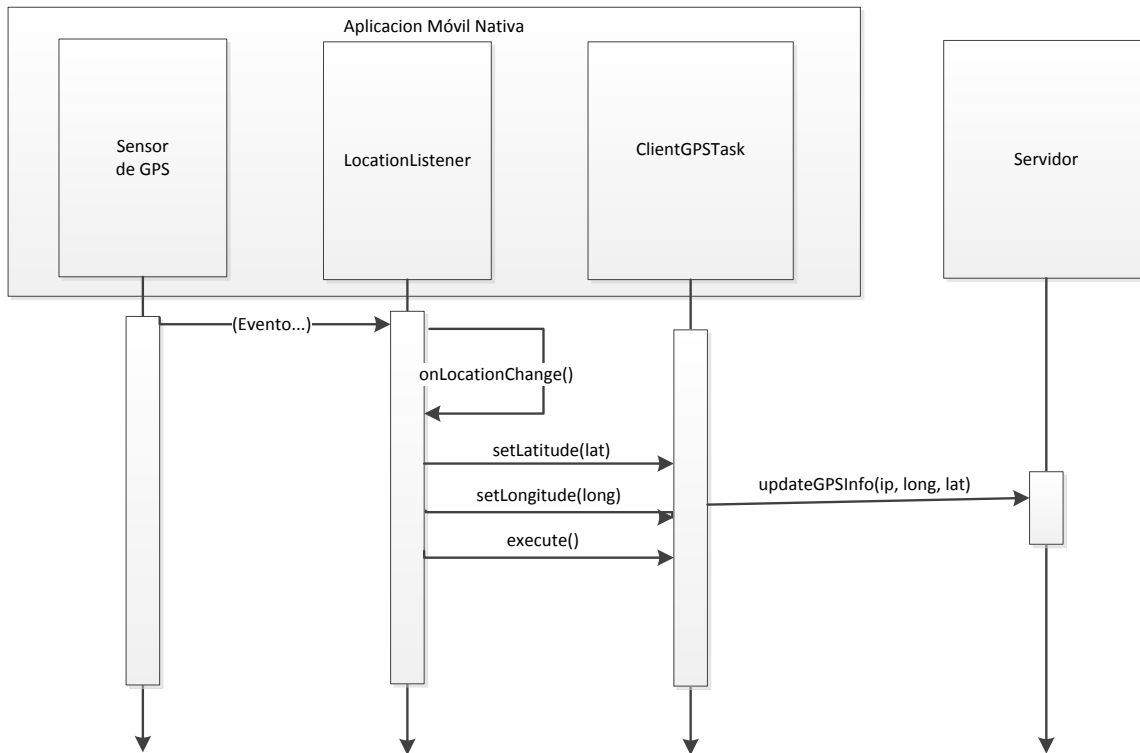 Aplicacion Móvil Nativa
Sensor
de GPS
LocationListener
ClientGPSTask
Servidor
(Evento...)
onLocationChange()
setLatitude(lat)
updateGPSInfo(ip, long, lat)
setLongitude(long)
execute()